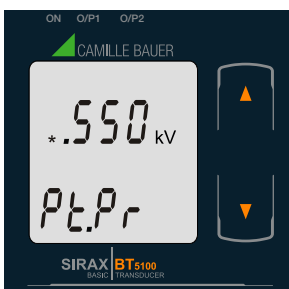 ON O/P1 O/P2
CAMILLE BAUER
*.550 kV
Pt.Pr
SIRAX BT5100
BASIC TRANSDUCER